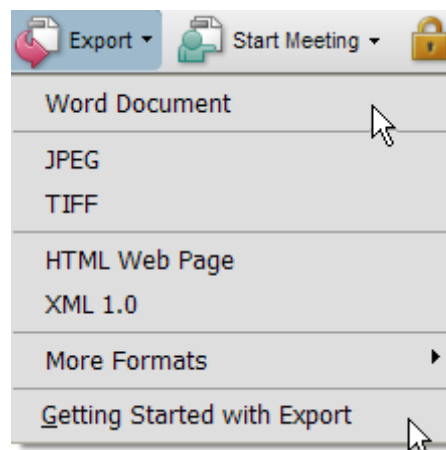 Export Start Meeting
Word Document
JPEG
TIFF
HTML Web Page
XML 1.0
More Formats
Getting Started with Export